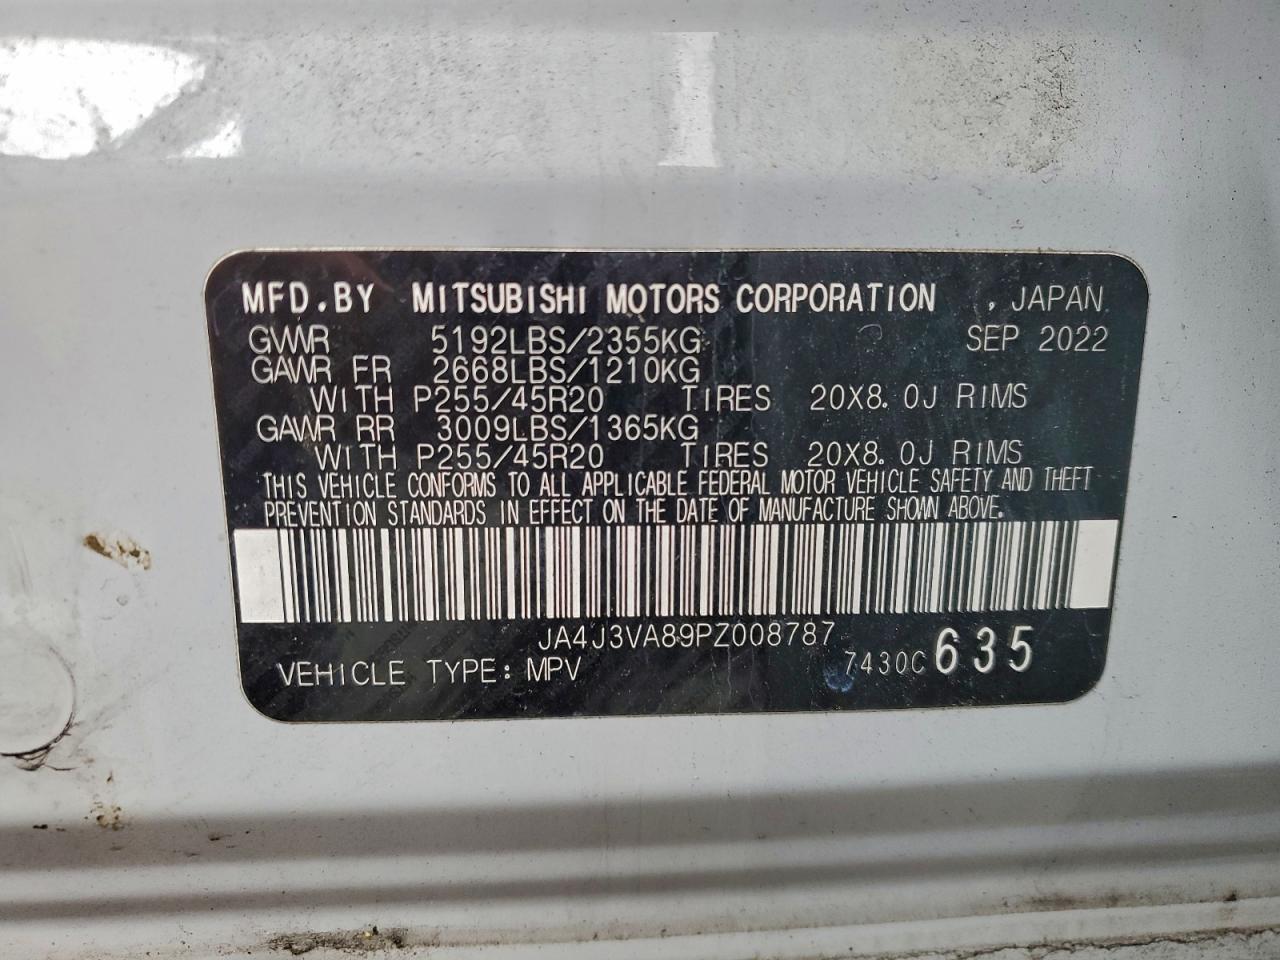 MFD.BY MITSUBISHI MOTORS CORPORATION , JAPAN
GVWR 5192LBS/2355KG SEP 2022
GAWR FR 2668LBS/1210KG
WITH P255/45R20 TIRES 20X8.0J RIMS
GAWR RR 3009LBS/1365KG
WITH P255/45R20 TIRES 20X8.0J RIMS
THIS VEHICLE CONFORMS TO ALL APPLICABLE FEDERAL MOTOR VEHICLE SAFETY AND THEFT
PREVENTION STANDARDS IN EFFECT ON THE DATE OF MANUFACTURE SHOWN ABOVE.
JA4J3VA89PZ008787
VEHICLE TYPE: MPV 7430C 635